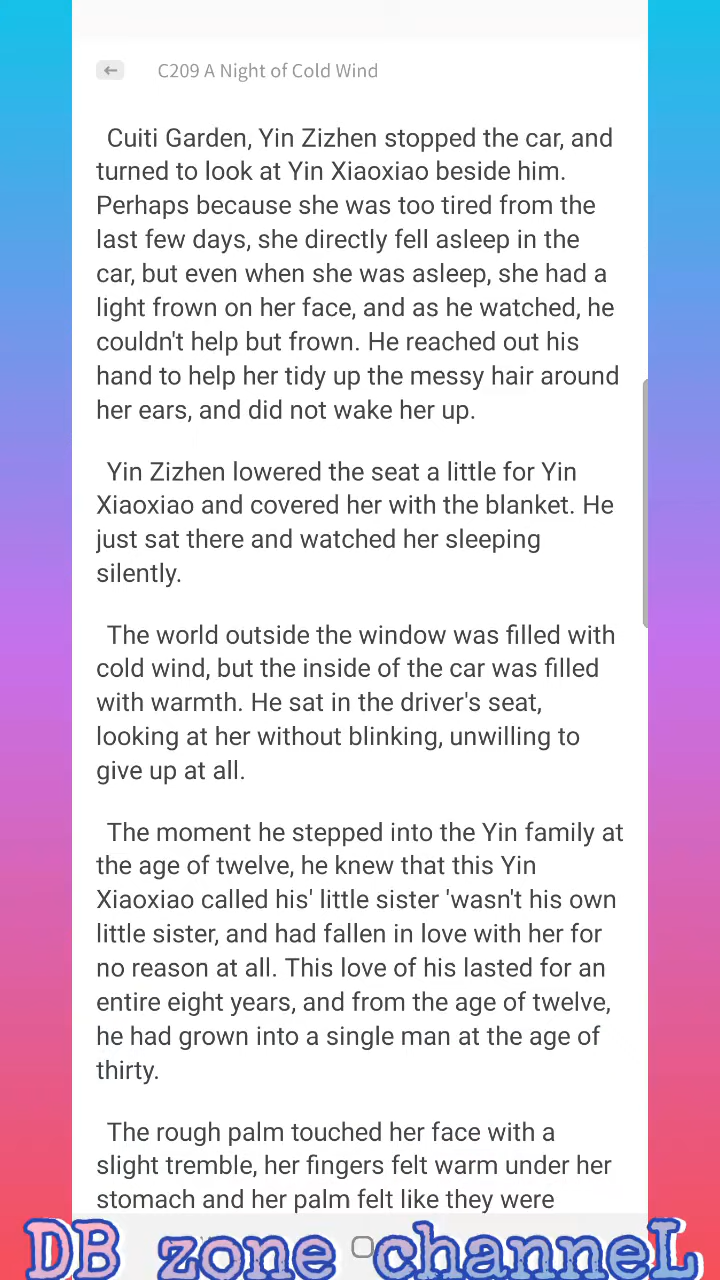 C209 A Night of Cold Wind
Cuiti Garden, Yin Zizhen stopped the car, and
turned to look at Yin Xiaoxiao beside him.
Perhaps because she was too tired from the
last few days, she directly fell asleep in the
car, but even when she was asleep, she had a
light frown on her face, and as he watched, he
couldn't help but frown. He reached out his
hand to help her tidy up the messy hair around
her ears, and did not wake her up.
Yin Zizhen lowered the seat a little for Yin
Xiaoxiao and covered her with the blanket. He
just sat there and watched her sleeping
silently.
The world outside the window was filled with
cold wind, but the inside of the car was filled
with warmth. He sat in the driver's seat,
looking at her without blinking, unwilling to
give up at all.
The moment he stepped into the Yin family at
the age of twelve, he knew that this Yin
Xiaoxiao called his' little sister 'wasn't his own
little sister, and had fallen in love with her for
no reason at all. This love of his lasted for an
entire eight years, and from the age of twelve,
he had grown into a single man at the age of
thirty.
The rough palm touched her face with a
slight tremble, her fingers felt warm under her
stomach and her palm felt like they were
DB zone channeL